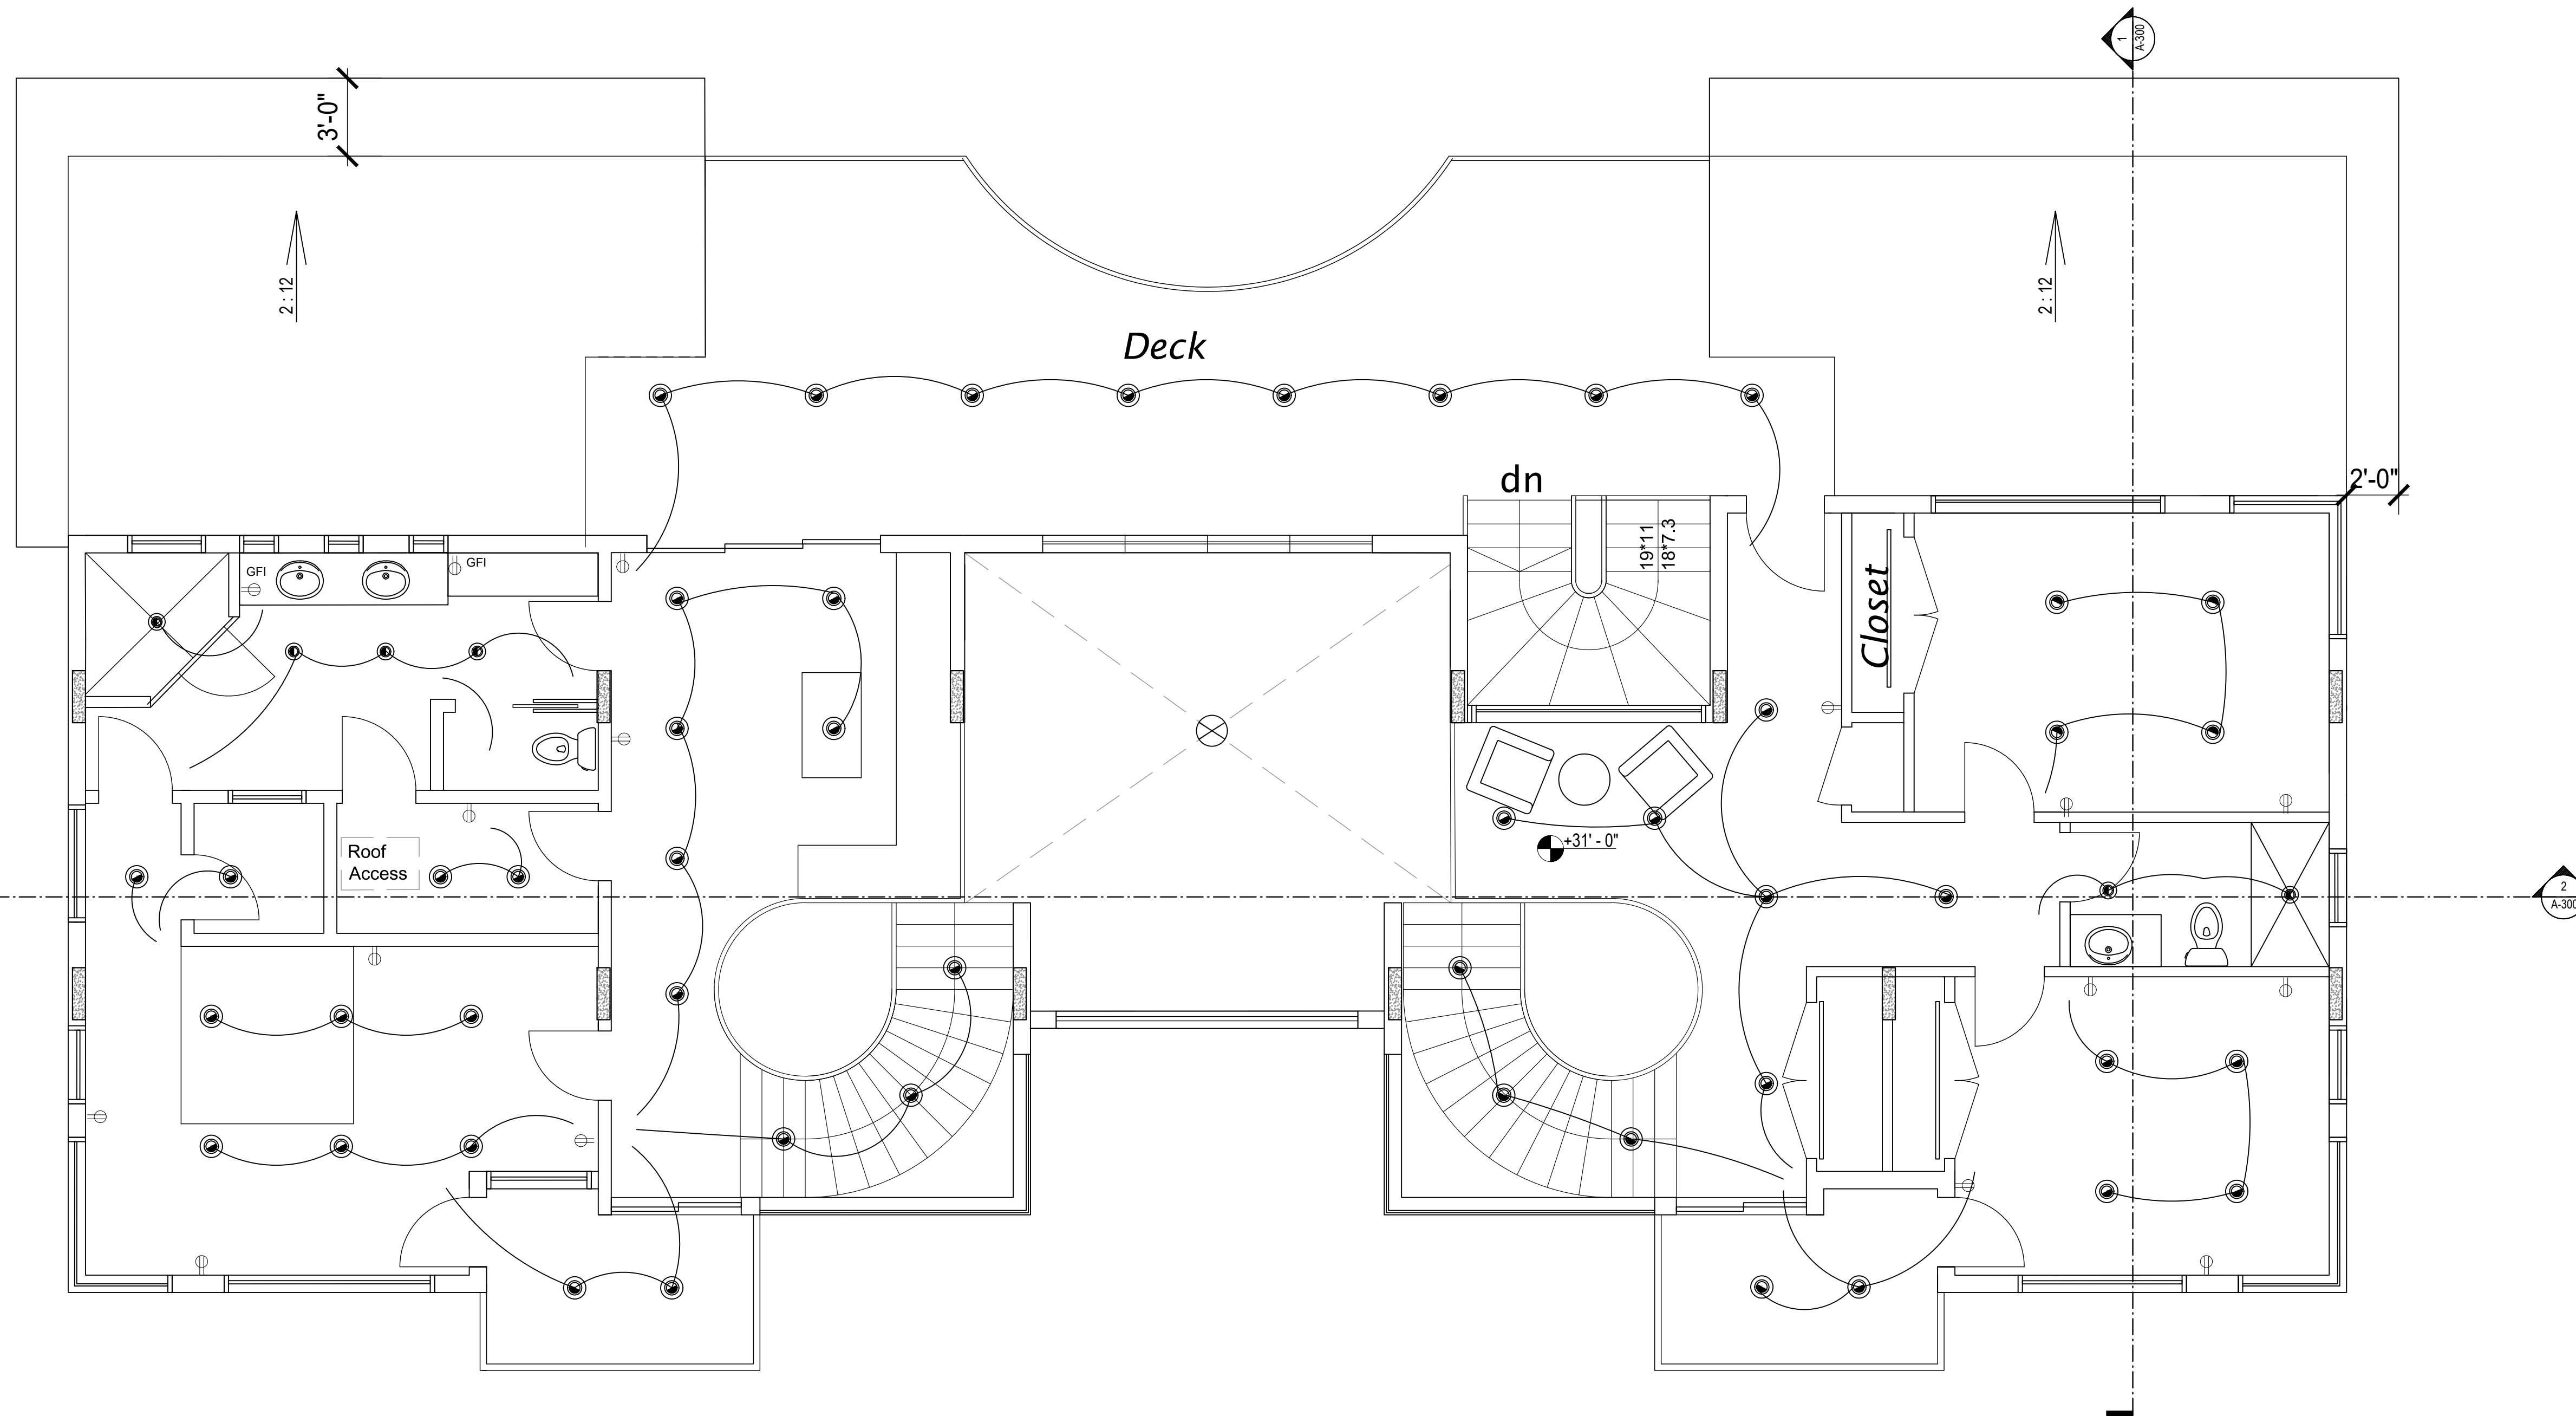 1
A-300
3'-0"
2 : 12
2 : 12
Deck
dn
2'-0"
19*11
18*7.3
GFI
GFI
Closet
Roof
Access
+31' - 0"
2
A-300